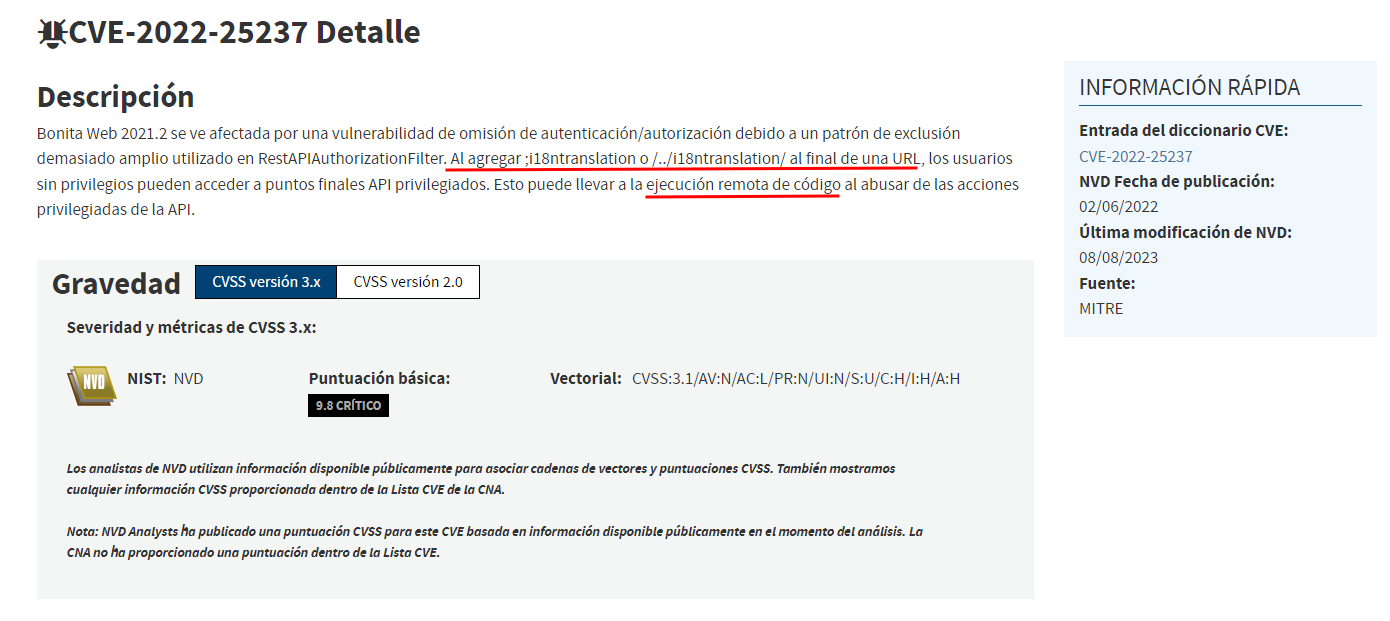 CVE-2022-25237 Detalle
Descripción
Bonita Web 2021.2 se ve afectada por una vulnerabilidad de omisión de autenticación/autorización debido a un patrón de exclusión
demasiado amplio utilizado en RestAPIAuthorizationFilter. Al agregar ;i18ntranslation o /../i18ntranslation/ al final de una URL, los usuarios
sin privilegios pueden acceder a puntos finales API privilegiados. Esto puede llevar a la ejecución remota de código al abusar de las acciones
privilegiadas de la API.
Gravedad
CVSS versión 3.x
CVSS versión 2.0
Severidad y métricas de CVSS 3.x:
NVD
NIST: NVD
Puntuación básica:
9.8 CRÍTICO
Vectorial: CVSS:3.1/AV:N/AC:L/PR:N/UI:N/S:U/C:H/I:H/A:H
Los analistas de NVD utilizan información disponible públicamente para asociar cadenas de vectores y puntuaciones CVSS. También mostramos
cualquier información CVSS proporcionada dentro de la Lista CVE de la CNA.
Nota: NVD Analysts ha publicado una puntuación CVSS para este CVE basada en información disponible públicamente en el momento del análisis. La
CNA no ha proporcionado una puntuación dentro de la Lista CVE.
INFORMACIÓN RÁPIDA
Entrada del diccionario CVE:
CVE-2022-25237
NVD Fecha de publicación:
02/06/2022
Última modificación de NVD:
08/08/2023
Fuente:
MITRE